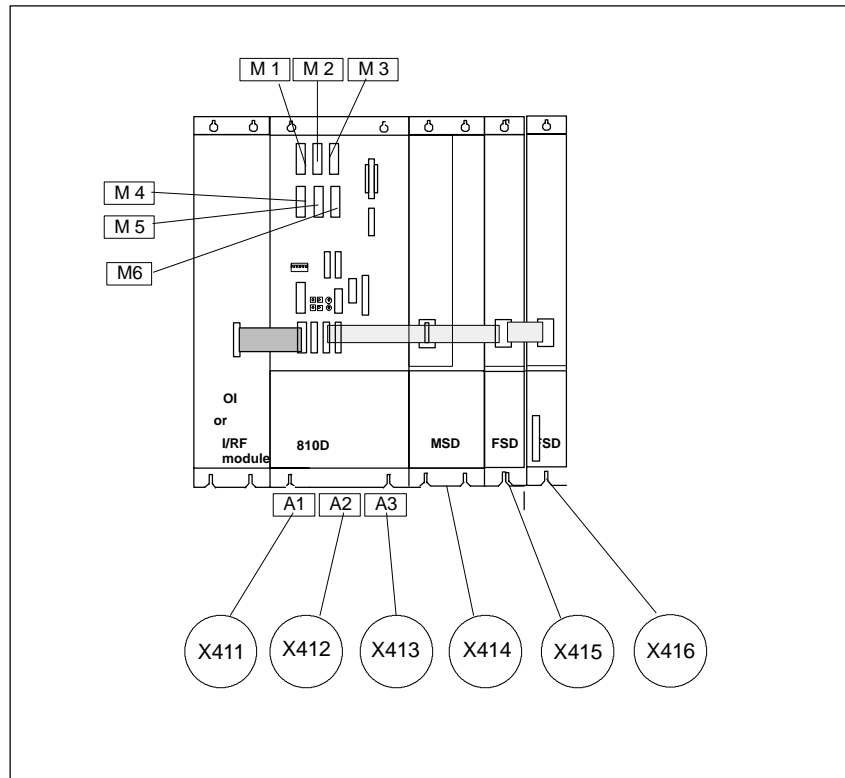 M 1 M 2 M 3
M 4
M 5
M6
OI
or
I/RF
module
810D
MSD
FSD
FSD
A1 A2 A3
X411 X412 X413 X414 X415 X416